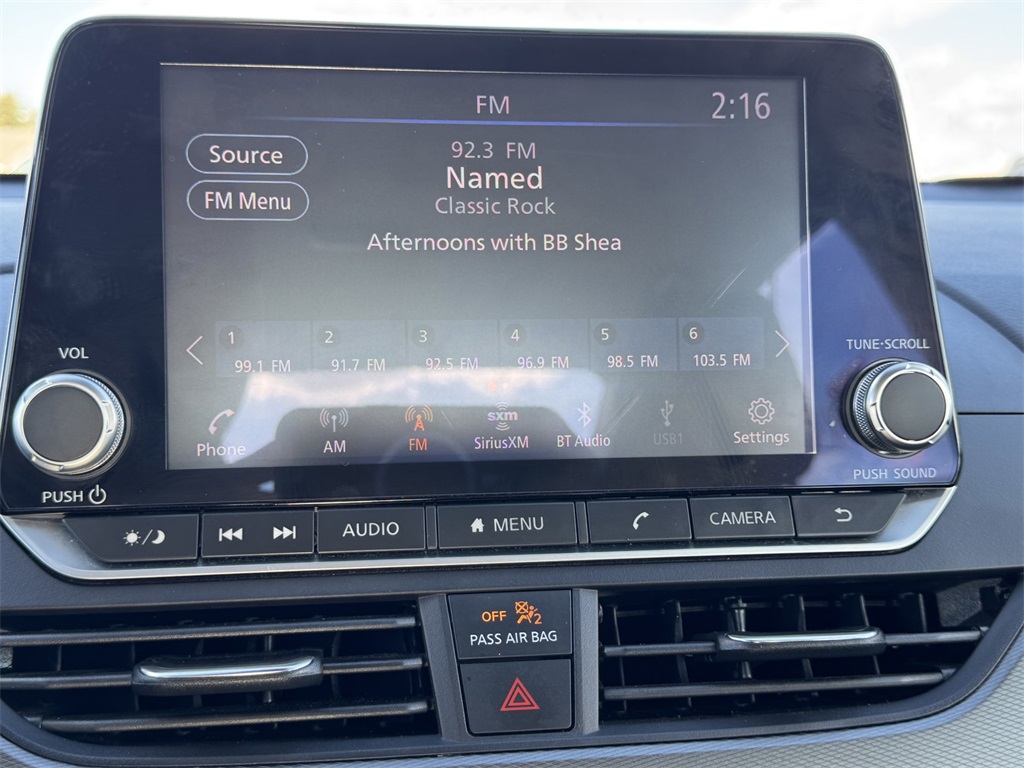 FM
2:16
Source
92.3 FM
Named
FM Menu
Classic Rock
Afternoons with BB Shea
1 2 3 4 5 6
99.1 FM 91.7 FM 92.5 FM 96.9 FM 98.5 FM 103.5 FM
VOL
TUNE·SCROLL
sxm
Phone AM FM SiriusXM BT Audio USB1 Settings
PUSH
PUSH SOUND
AUDIO MENU CAMERA
OFF 2
PASS AIR BAG